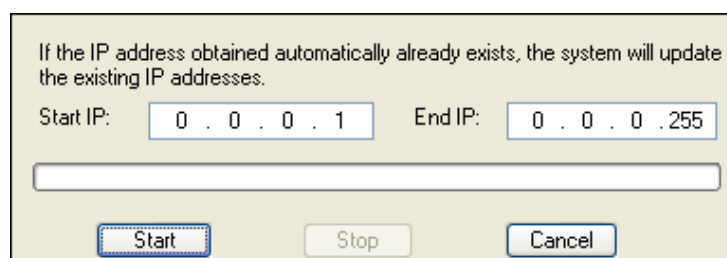 If the IP address obtained automatically already exists, the system will update
the existing IP addresses.
Start IP: 0 . 0 . 0 . 1 End IP: 0 . 0 . 0 . 255
Start Stop Cancel